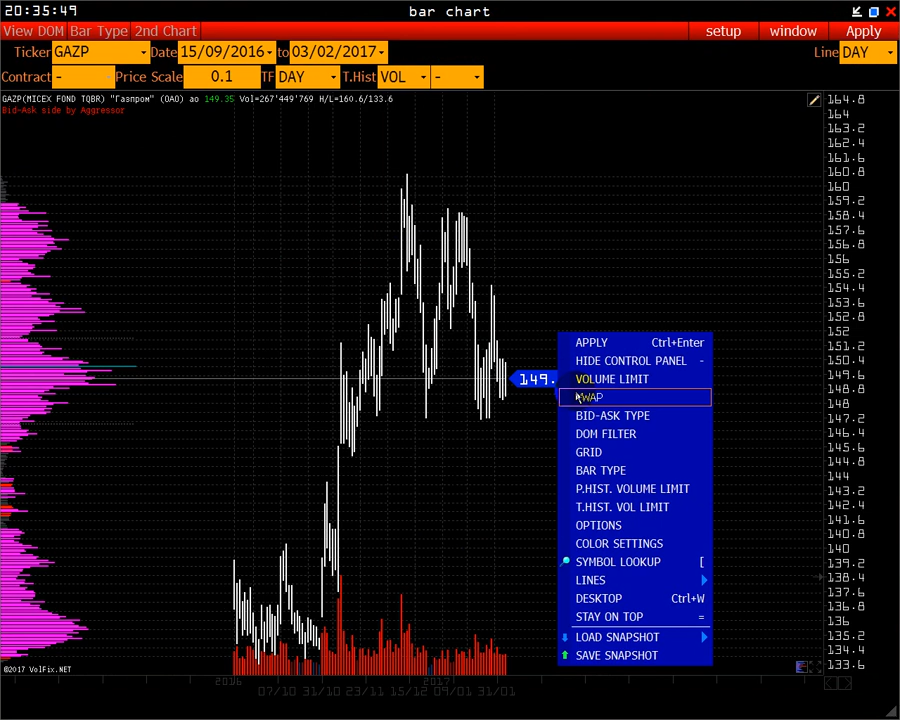 20:35:49 bar chart
View DOM Bar Type 2nd Chart setup window Apply
Ticker GAZP Date 15/09/2016 to 03/02/2017 Line DAY
Contract - Price Scale 0.1 TF DAY T.Hist VOL -
GAZP(MICEX FOND TQBR) "Газпром" (ОАО) ао 149.35 Vol=267'449'769 H/L=160.6/133.6
Bid-Ask side by Aggressor
164.8
164
163.2
162.4
161.6
160.8
160
159.2
158.4
157.6
156.8
156
155.2
154.4
153.6
152.8
152
151.2
150.4
149.6
148.8
148
147.2
146.4
145.6
144.8
144
143.2
142.4
141.6
140.8
140
139.2
138.4
137.6
136.8
136
135.2
134.4
133.6
149.
APPLY Ctrl+Enter
HIDE CONTROL PANEL -
VOLUME LIMIT
BID-ASK TYPE
DOM FILTER
GRID
BAR TYPE
P.HIST. VOLUME LIMIT
T.HIST. VOL LIMIT
OPTIONS
COLOR SETTINGS
SYMBOL LOOKUP [
LINES
DESKTOP Ctrl+W
STAY ON TOP =
LOAD SNAPSHOT
SAVE SNAPSHOT
©2017 VolFix.NET
2016 2017
07/10 31/10 23/11 15/12 09/01 31/01